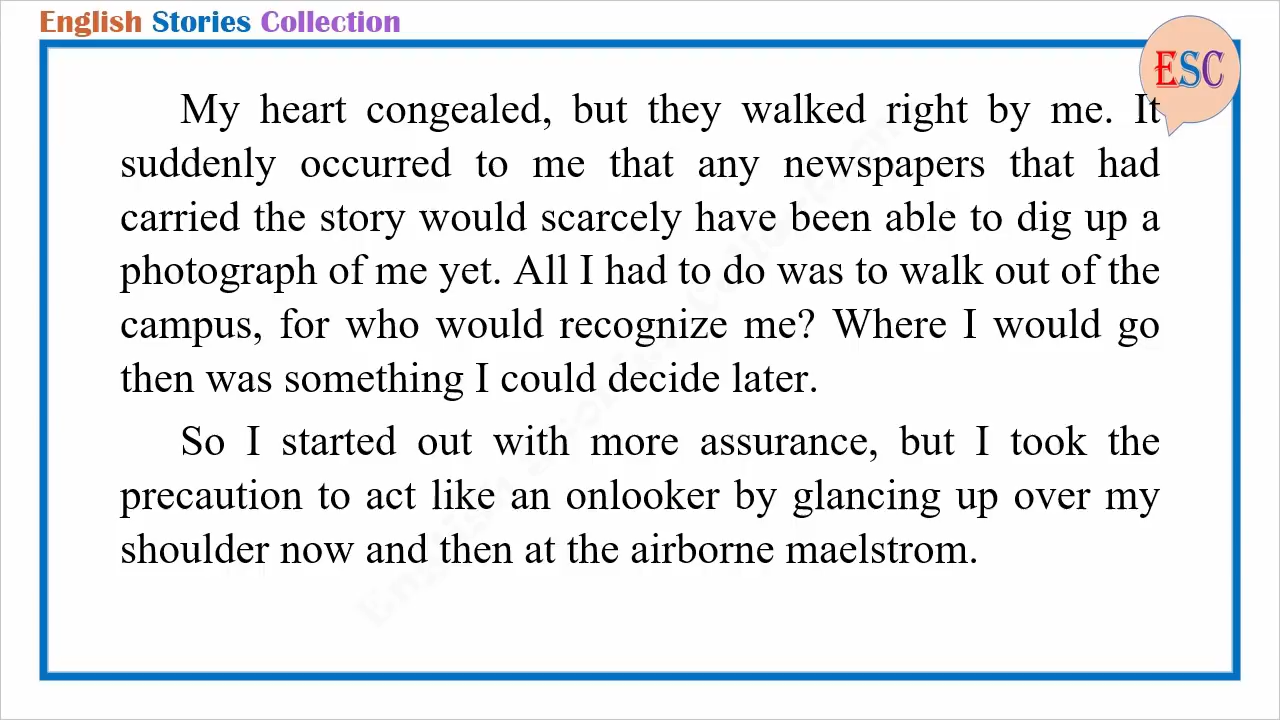 English Stories Collection
ESC
My heart congealed, but they walked right by me. It
suddenly occurred to me that any newspapers that had
carried the story would scarcely have been able to dig up a
photograph of me yet. All I had to do was to walk out of the
campus, for who would recognize me? Where I would go
then was something I could decide later.
So I started out with more assurance, but I took the
precaution to act like an onlooker by glancing up over my
shoulder now and then at the airborne maelstrom.